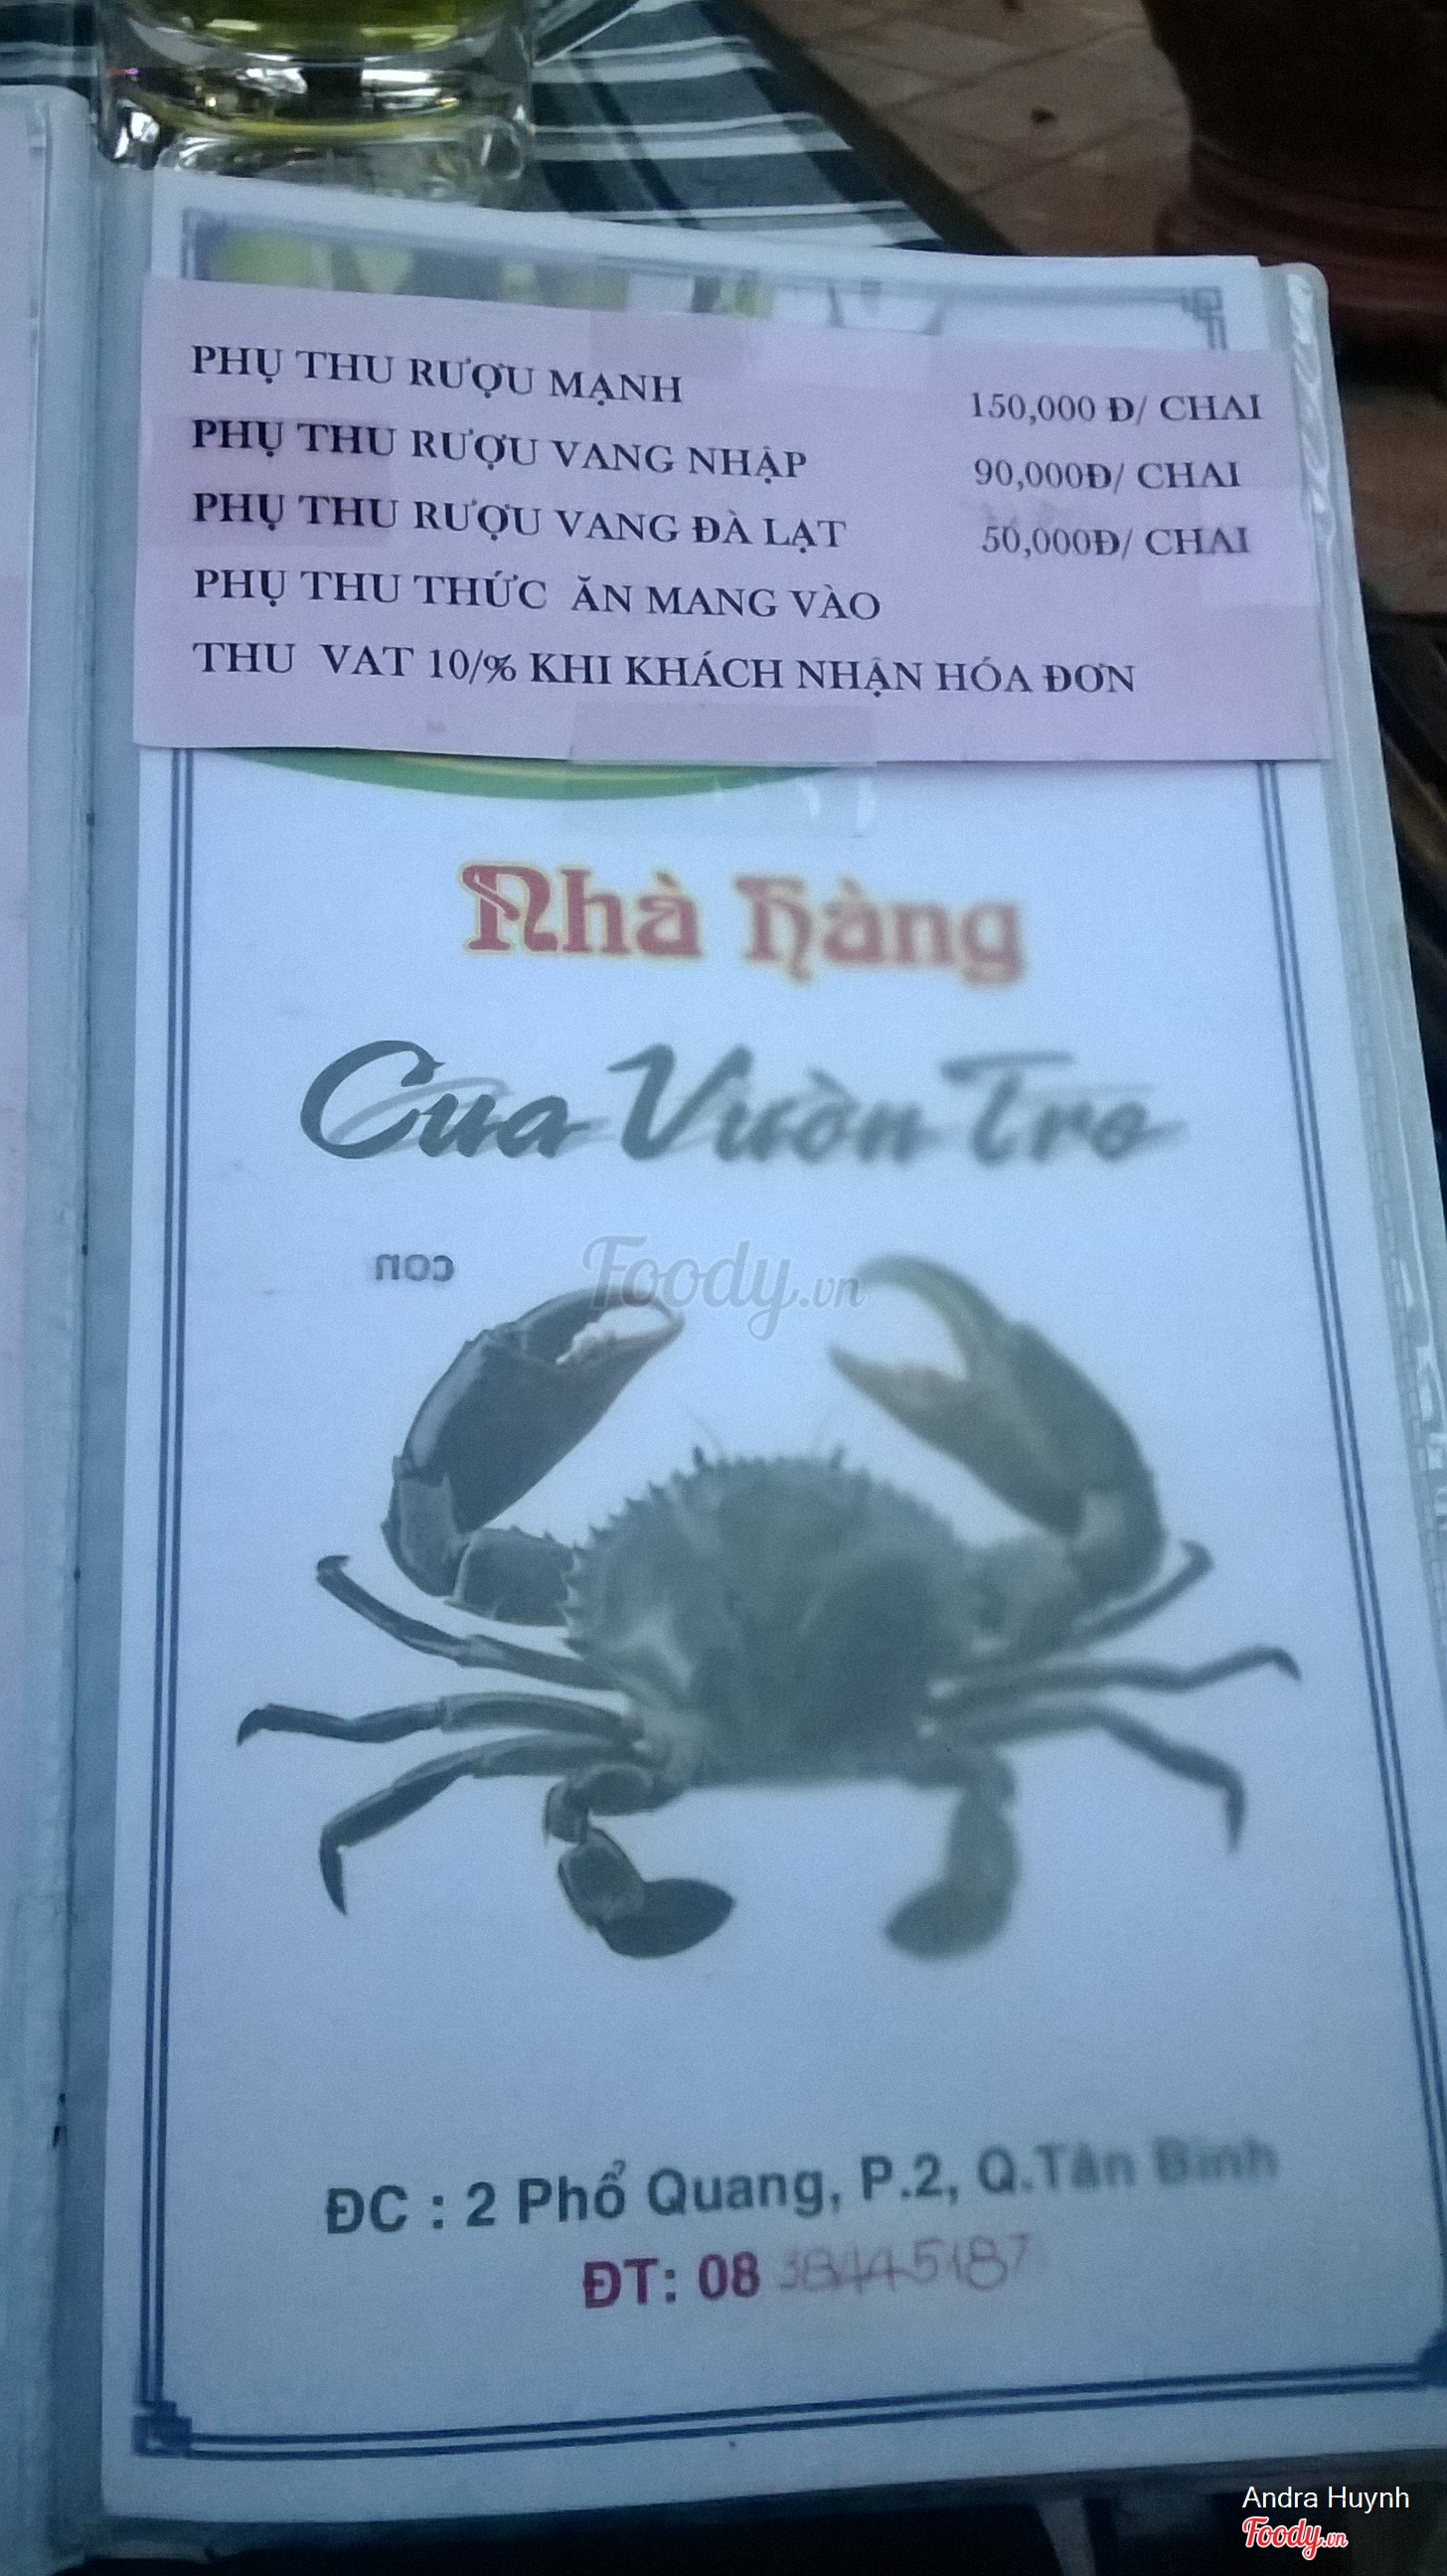 PHỤ THU RƯỢU MẠNH 150,000 Đ/ CHAI
PHỤ THU RƯỢU VANG NHẬP 90,000Đ/ CHAI
PHỤ THU RƯỢU VANG ĐÀ LẠT 50,000Đ/ CHAI
PHỤ THU THỨC ĂN MANG VÀO
THU VAT 10/% KHI KHÁCH NHẬN HÓA ĐƠN
Nhà hàng
Cua Vườn Tre
con
Foody.vn
ĐC : 2 Phổ Quang, P.2, Q.Tân Bình
ĐT: 08 38445187
Andra Huynh
Foody.vn